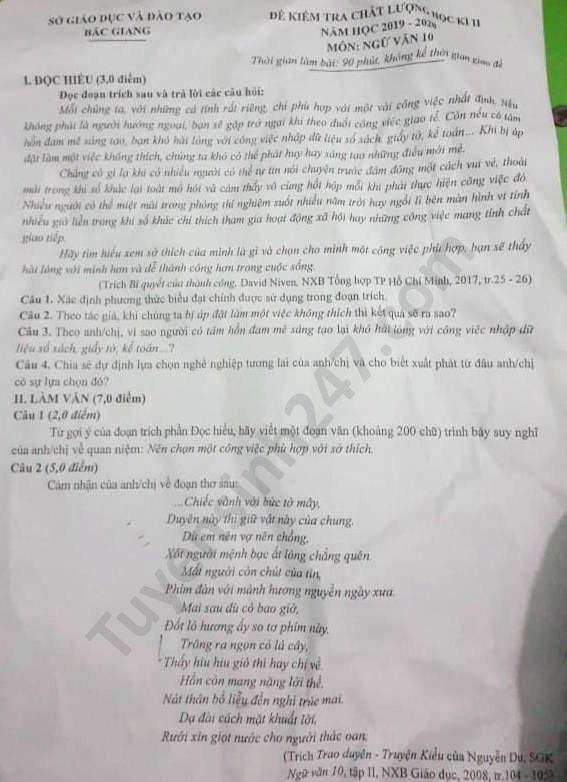 SỞ GIÁO DỤC VÀ ĐÀO TẠO
BẮC GIANG
ĐỀ KIỂM TRA CHẤT LƯỢNG HỌC KÌ II
NĂM HỌC 2019 - 2020
MÔN: NGỮ VĂN 10
Thời gian làm bài: 90 phút, không kể thời gian giao đề
I. ĐỌC HIỂU (3,0 điểm)
Đọc đoạn trích sau và trả lời các câu hỏi:
Mỗi chúng ta, với những cá tính rất riêng, chỉ phù hợp với một vài công việc nhất định. Nếu
không phải là người hướng ngoại, bạn sẽ gặp trở ngại khi theo đuổi công việc giao tế. Còn nếu có tâm
hồn đam mê sáng tạo, bạn khó hài lòng với công việc nhập dữ liệu sổ sách, giấy tờ, kế toán... Khi bị áp
đặt làm một việc không thích, chúng ta khó có thể phát huy hay sáng tạo những điều mới mẻ.
Chẳng có gì lạ khi có nhiều người có thể tự tin nói chuyện trước đám đông một cách vui vẻ, thoải
mái trong khi số khác lại toát mồ hôi và cảm thấy vô cùng hồi hộp mỗi khi phải thực hiện công việc đó.
Nhiều người có thể miệt mài trong phòng thí nghiệm suốt nhiều năm trời hay ngồi lì bên màn hình vi tính
nhiều giờ liền trong khi số khác chỉ thích tham gia hoạt động xã hội hay những công việc mang tính chất
giao tiếp.
Hãy tìm hiểu xem sở thích của mình là gì và chọn cho mình một công việc phù hợp, bạn sẽ thấy
hài lòng với mình hơn và dễ thành công hơn trong cuộc sống.
(Trích Bí quyết của thành công, David Niven, NXB Tổng hợp TP Hồ Chí Minh, 2017, tr.25 - 26)
Câu 1. Xác định phương thức biểu đạt chính được sử dụng trong đoạn trích.
Câu 2. Theo tác giả, khi chúng ta bị áp đặt làm một việc không thích thì kết quả sẽ ra sao?
Câu 3. Theo anh/chị, vì sao người có tâm hồn đam mê sáng tạo lại khó hài lòng với công việc nhập dữ
liệu sổ sách, giấy tờ, kế toán...?
Câu 4. Chia sẻ dự định lựa chọn nghề nghiệp tương lai của anh/chị và cho biết xuất phát từ đâu anh/chị
có sự lựa chọn đó?
II. LÀM VĂN (7,0 điểm)
Câu 1 (2,0 điểm)
Từ gợi ý của đoạn trích phần Đọc hiểu, hãy viết một đoạn văn (khoảng 200 chữ) trình bày suy nghĩ
của anh/chị về quan niệm: Nên chọn một công việc phù hợp với sở thích.
Câu 2 (5,0 điểm)
Cảm nhận của anh/chị về đoạn thơ sau:
...Chiếc vành với bức tờ mây,
Duyên này thì giữ vật này của chung.
Dù em nên vợ nên chồng,
Xót người mệnh bạc ắt lòng chẳng quên.
Mất người còn chút của tin,
Phím đàn với mảnh hương nguyền ngày xưa.
Mai sau dù có bao giờ,
Đốt lò hương ấy so tơ phím này.
Trông ra ngọn cỏ lá cây,
Thấy hiu hiu gió thì hay chị về.
Hồn còn mang nặng lời thề,
Nát thân bồ liễu đền nghì trúc mai.
Dạ đài cách mặt khuất lời,
Rưới xin giọt nước cho người thác oan.
(Trích Trao duyên - Truyện Kiều của Nguyễn Du, SGK
Ngữ văn 10, tập II, NXB Giáo dục, 2008, tr.104 - 105)
Tuyensinh247.com